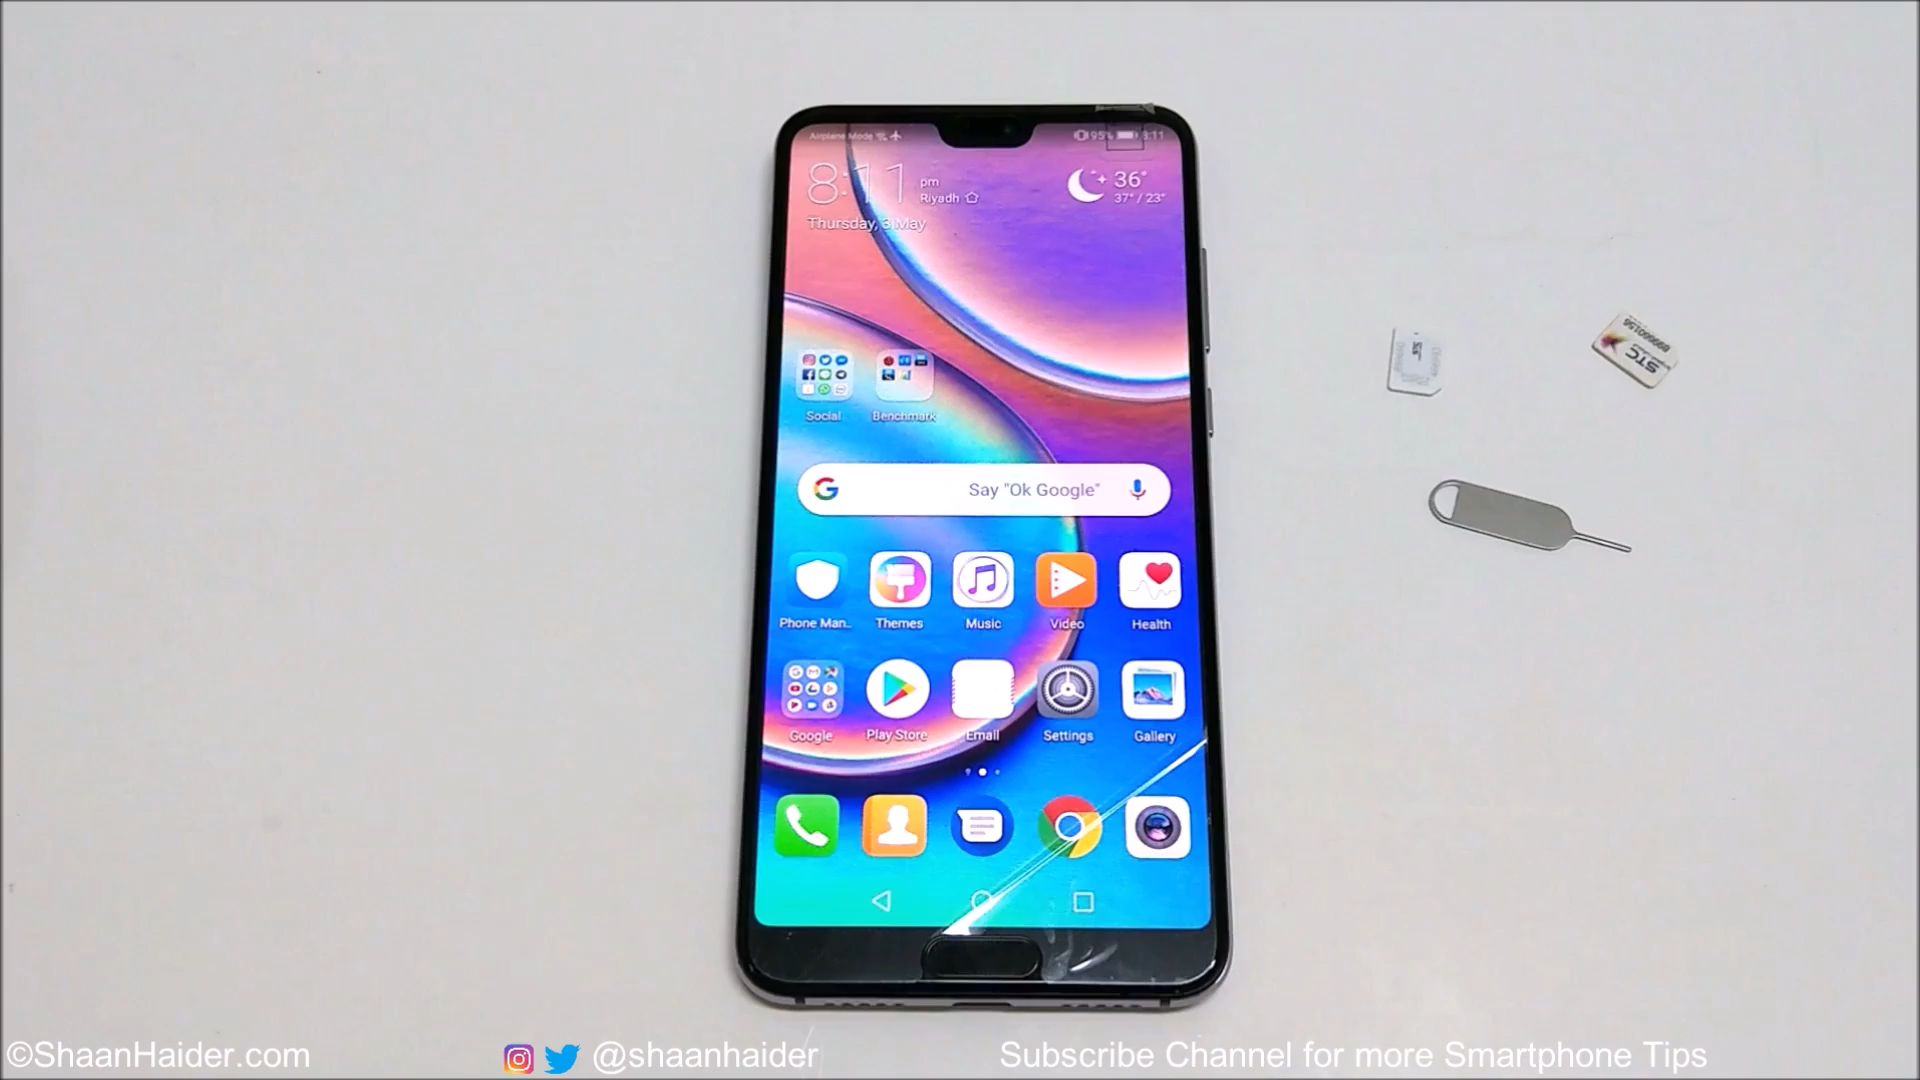 Airplane Mode
95% 8:11
8:11 pm
Riyadh
Thursday, 3 May
36°
37° / 23°
Social
Benchmark
G Say "Ok Google"
Phone Man..
Themes
Music
Video
Health
Google
Play Store
Email
Settings
Gallery
STC
©ShaanHaider.com
@shaanhaider
Subscribe Channel for more Smartphone Tips